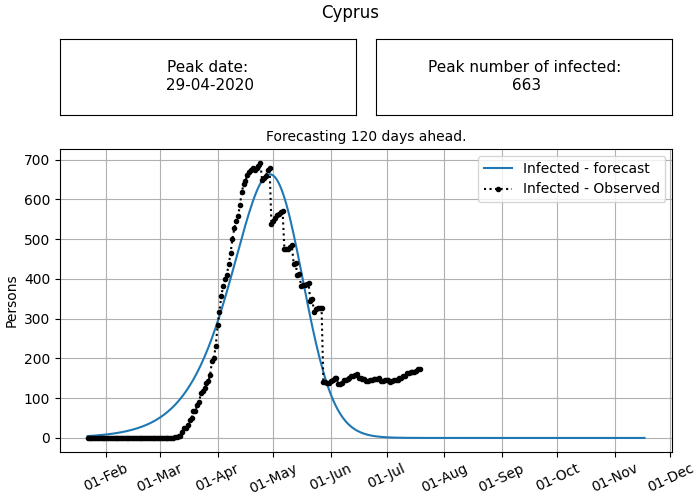 Cyprus
Peak date:
29-04-2020
Peak number of infected:
663
Forecasting 120 days ahead.
Infected - forecast
Infected - Observed
Persons
700
600
500
400
300
200
100
0
01-Feb
01-Mar
01-Apr
01-May
01-Jun
01-Jul
01-Aug
01-Sep
01-Oct
01-Nov
01-Dec